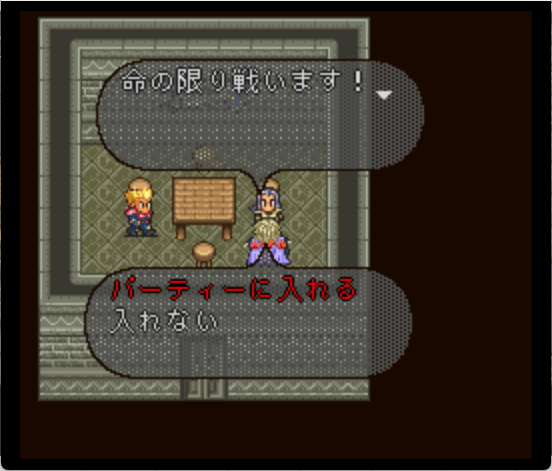 命の限り戦います！
パーティーに入れる
入れない